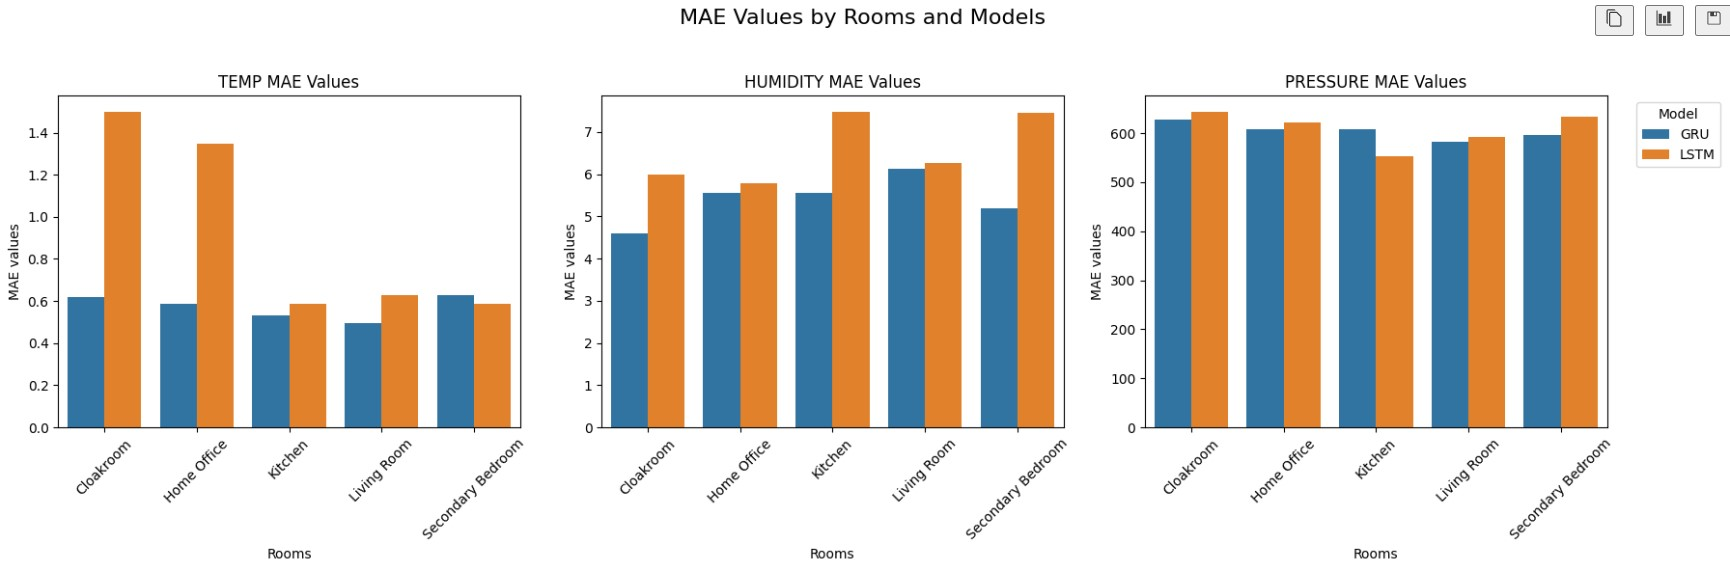 MAE Values by Rooms and Models
TEMP MAE Values
MAE values
1.4
1.2
1.0
0.8
0.6
0.4
0.2
0.0
Cloakroom
Home Office
Kitchen
Living Room
Secondary Bedroom
Rooms
HUMIDITY MAE Values
MAE values
7
6
5
4
3
2
1
0
Cloakroom
Home Office
Kitchen
Living Room
Secondary Bedroom
Rooms
PRESSURE MAE Values
MAE values
600
500
400
300
200
100
0
Cloakroom
Home Office
Kitchen
Living Room
Secondary Bedroom
Rooms
Model
GRU
LSTM